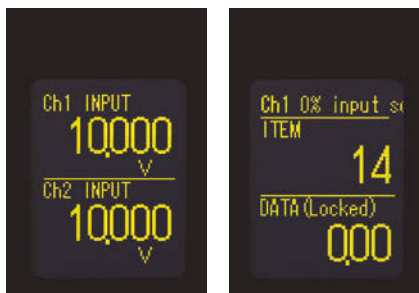 Ch1 INPUT
10.000
V
Ch2 INPUT
10.000
V
Ch1 0% input
ITEM
14
DATA(Locked)
0.00